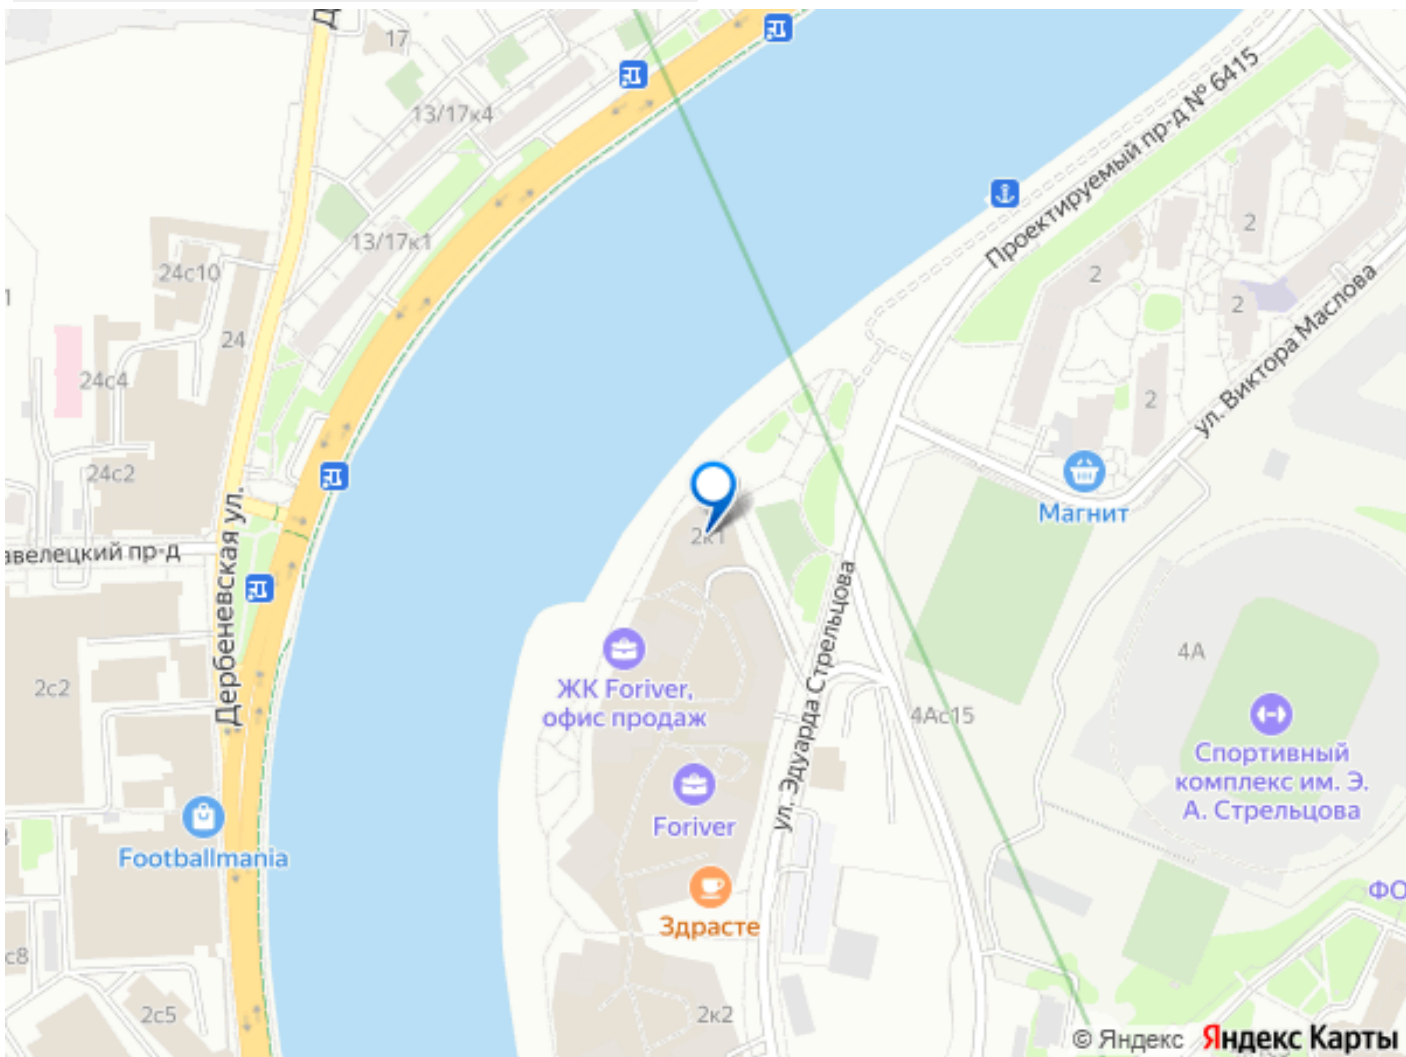 17
13/17к4
Проектируемый пр-д № 6415
13/17к1
2
24с10
2
2
24
ул. Виктора Маслова
24с4
2
24с2
Магнит
Дербеневская ул.
2к1
авелецкий пр-д
ул. Эдуарда Стрельцова
4А
2с2
ЖК Foriver,
офис продаж
4Ас15
Спортивный
комплекс им. Э.
А. Стрельцова
Foriver
Footballmania
ФО
Здрасте
с8
2с5
2к2
© Яндекс Яндекс Карты